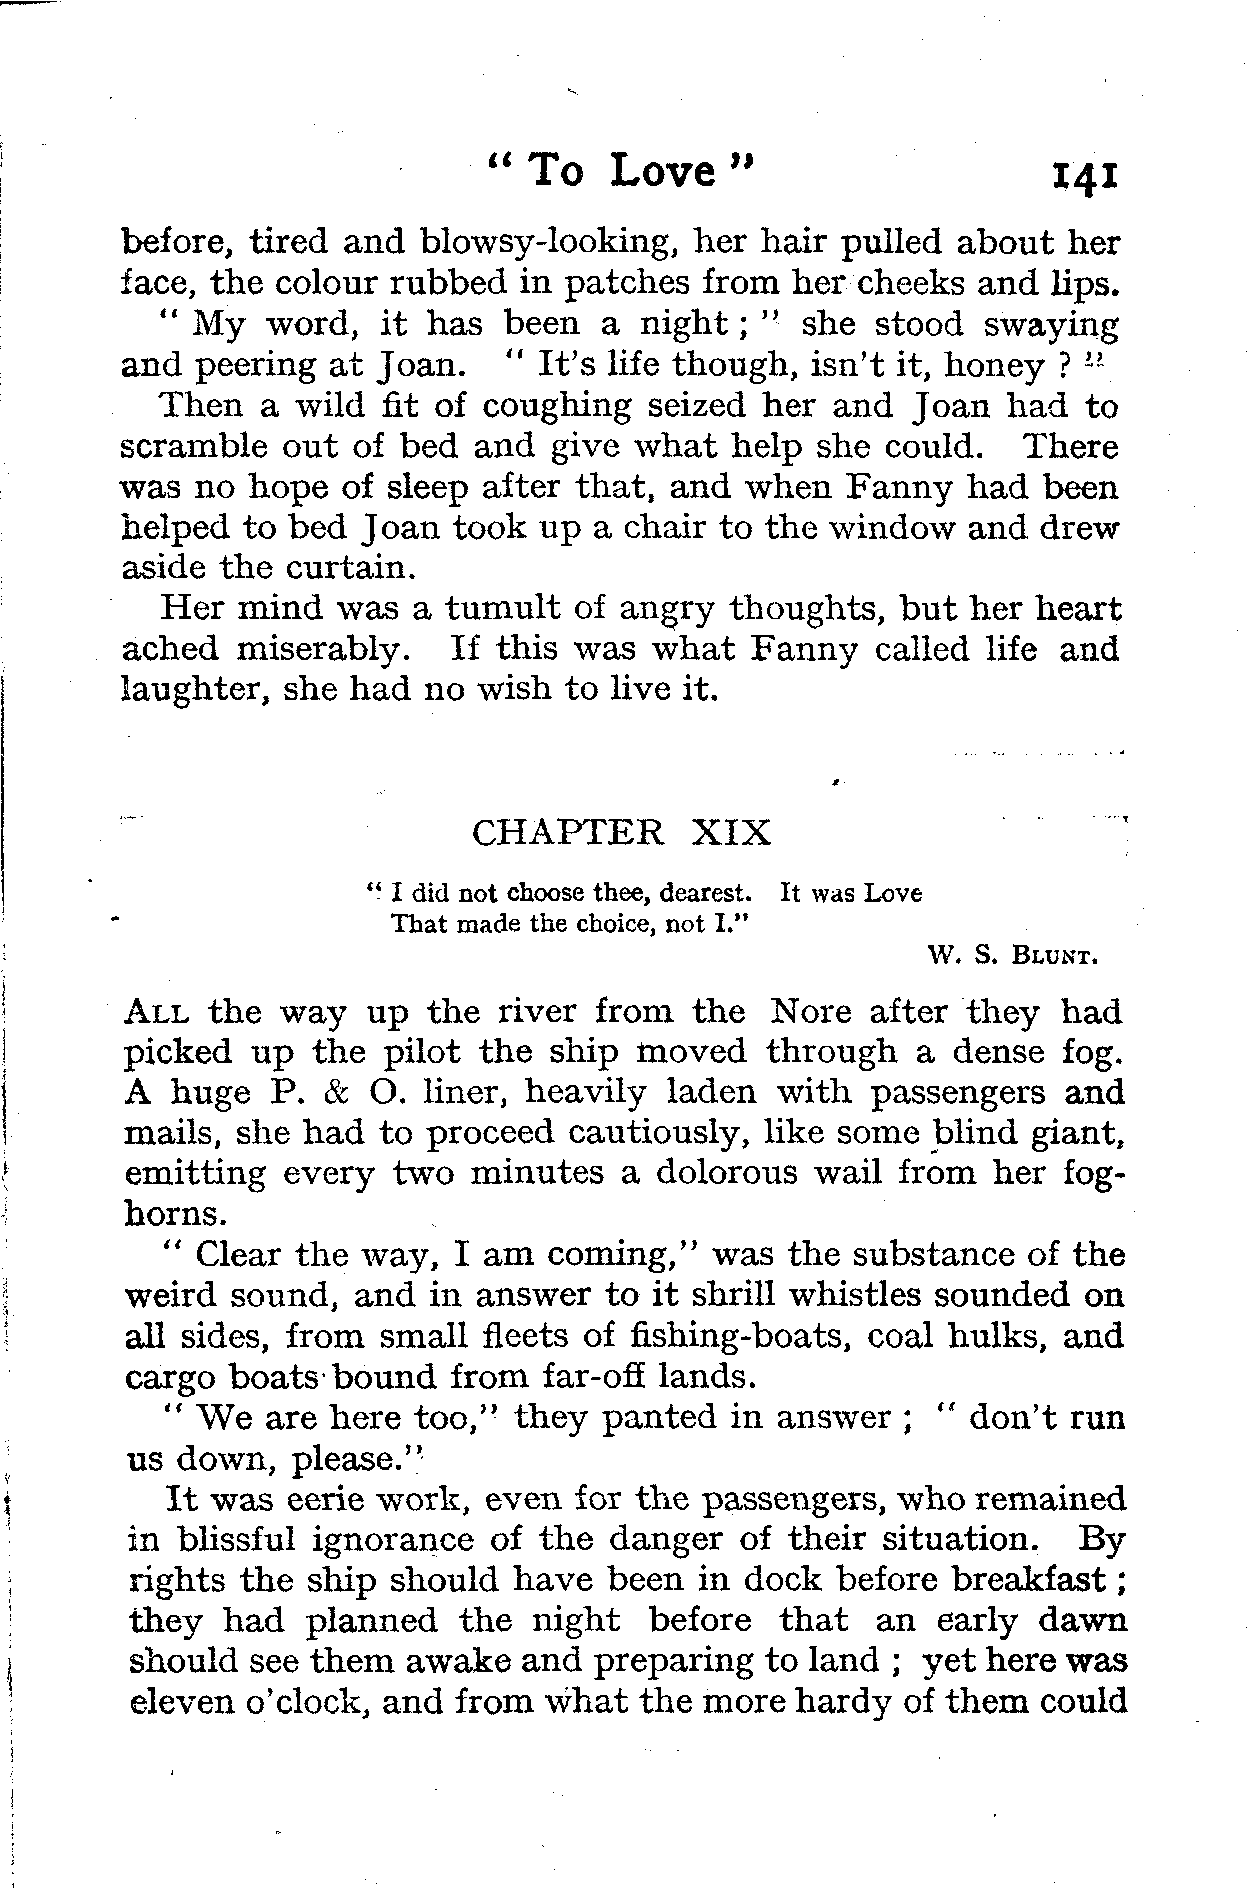 “ To Love ” 141
before, tired and blowsy-looking, her hair pulled about her
face, the colour rubbed in patches from her cheeks and lips.
“ My word, it has been a night ; ” she stood swaying
and peering at Joan. “ It’s life though, isn’t it, honey ? ”
Then a wild fit of coughing seized her and Joan had to
scramble out of bed and give what help she could. There
was no hope of sleep after that, and when Fanny had been
helped to bed Joan took up a chair to the window and drew
aside the curtain.
Her mind was a tumult of angry thoughts, but her heart
ached miserably. If this was what Fanny called life and
laughter, she had no wish to live it.
CHAPTER XIX
“ I did not choose thee, dearest. It was Love
That made the choice, not I.”
W. S. BLUNT.
ALL the way up the river from the Nore after they had
picked up the pilot the ship moved through a dense fog.
A huge P. & O. liner, heavily laden with passengers and
mails, she had to proceed cautiously, like some blind giant,
emitting every two minutes a dolorous wail from her fog-
horns.
“ Clear the way, I am coming,” was the substance of the
weird sound, and in answer to it shrill whistles sounded on
all sides, from small fleets of fishing-boats, coal hulks, and
cargo boats bound from far-off lands.
“ We are here too,” they panted in answer ; “ don’t run
us down, please.”
It was eerie work, even for the passengers, who remained
in blissful ignorance of the danger of their situation. By
rights the ship should have been in dock before breakfast ;
they had planned the night before that an early dawn
should see them awake and preparing to land ; yet here was
eleven o’clock, and from what the more hardy of them could